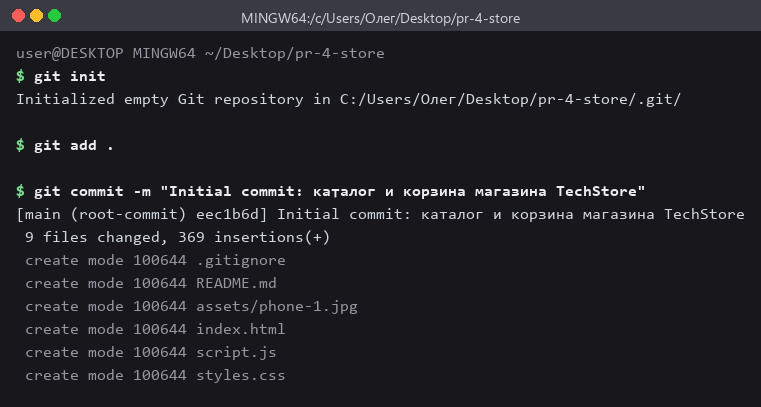 MINGW64:/c/Users/Олег/Desktop/pr-4-store
user@DESKTOP MINGW64 ~/Desktop/pr-4-store
$ git init
Initialized empty Git repository in C:/Users/Олег/Desktop/pr-4-store/.git/
$ git add .
$ git commit -m "Initial commit: каталог и корзина магазина TechStore"
[main (root-commit) eec1b6d] Initial commit: каталог и корзина магазина TechStore
9 files changed, 369 insertions(+)
create mode 100644 .gitignore
create mode 100644 README.md
create mode 100644 assets/phone-1.jpg
create mode 100644 index.html
create mode 100644 script.js
create mode 100644 styles.css